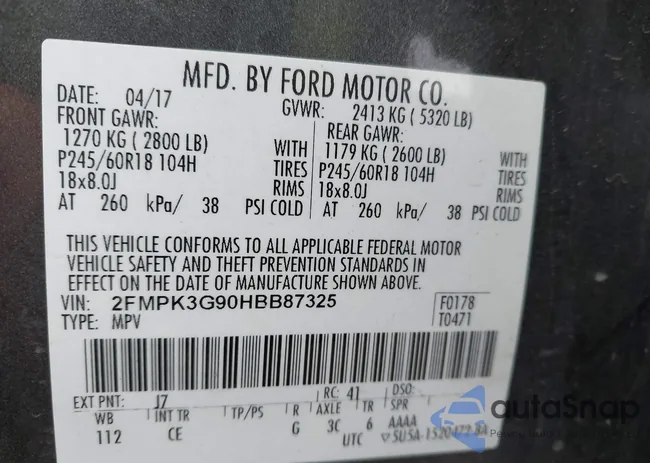 MFD. BY FORD MOTOR CO.
DATE: 04/17 GVWR: 2413 KG ( 5320 LB)
FRONT GAWR: REAR GAWR:
1270 KG ( 2800 LB) WITH 1179 KG ( 2600 LB) WITH
P245/60R18 104H TIRES P245/60R18 104H TIRES
18x8.0J RIMS 18x8.0J RIMS
AT 260 kPa/ 38 PSI COLD AT 260 kPa/ 38 PSI COLD
THIS VEHICLE CONFORMS TO ALL APPLICABLE FEDERAL MOTOR
VEHICLE SAFETY AND THEFT PREVENTION STANDARDS IN
EFFECT ON THE DATE OF MANUFACTURE SHOWN ABOVE.
VIN: 2FMPK3G90HBB87325 F0178
TYPE: MPV T0471
EXT PNT: J7 RC: 41 DSO:
WB INT TR TP/PS R AXLE TR SPR
112 CE G 3C 6 AAAA
UTC
autoSnap